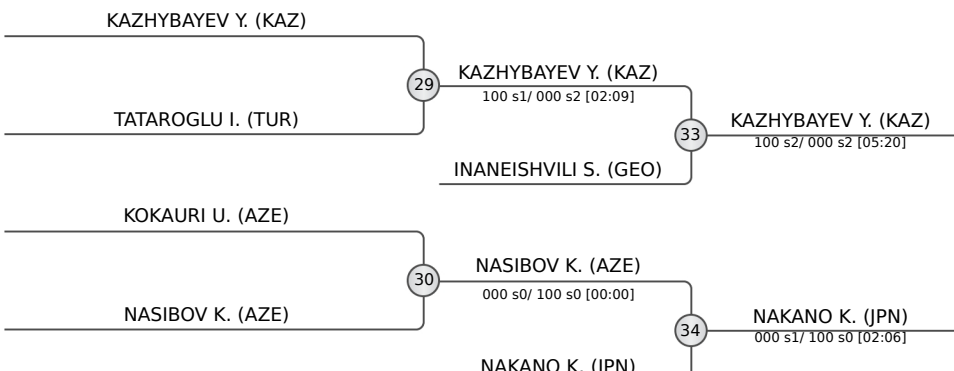 KAZHYBAYEV Y. (KAZ)
29
TATAROGLU I. (TUR)
KAZHYBAYEV Y. (KAZ)
100 s1/ 000 s2 [02:09]
33
INANEISHVILI S. (GEO)
KAZHYBAYEV Y. (KAZ)
100 s2/ 000 s2 [05:20]
KOKAURI U. (AZE)
30
NASIBOV K. (AZE)
NASIBOV K. (AZE)
000 s0/ 100 s0 [00:00]
34
NAKANO K. (JPN)
NAKANO K. (JPN)
000 s1/ 100 s0 [02:06]